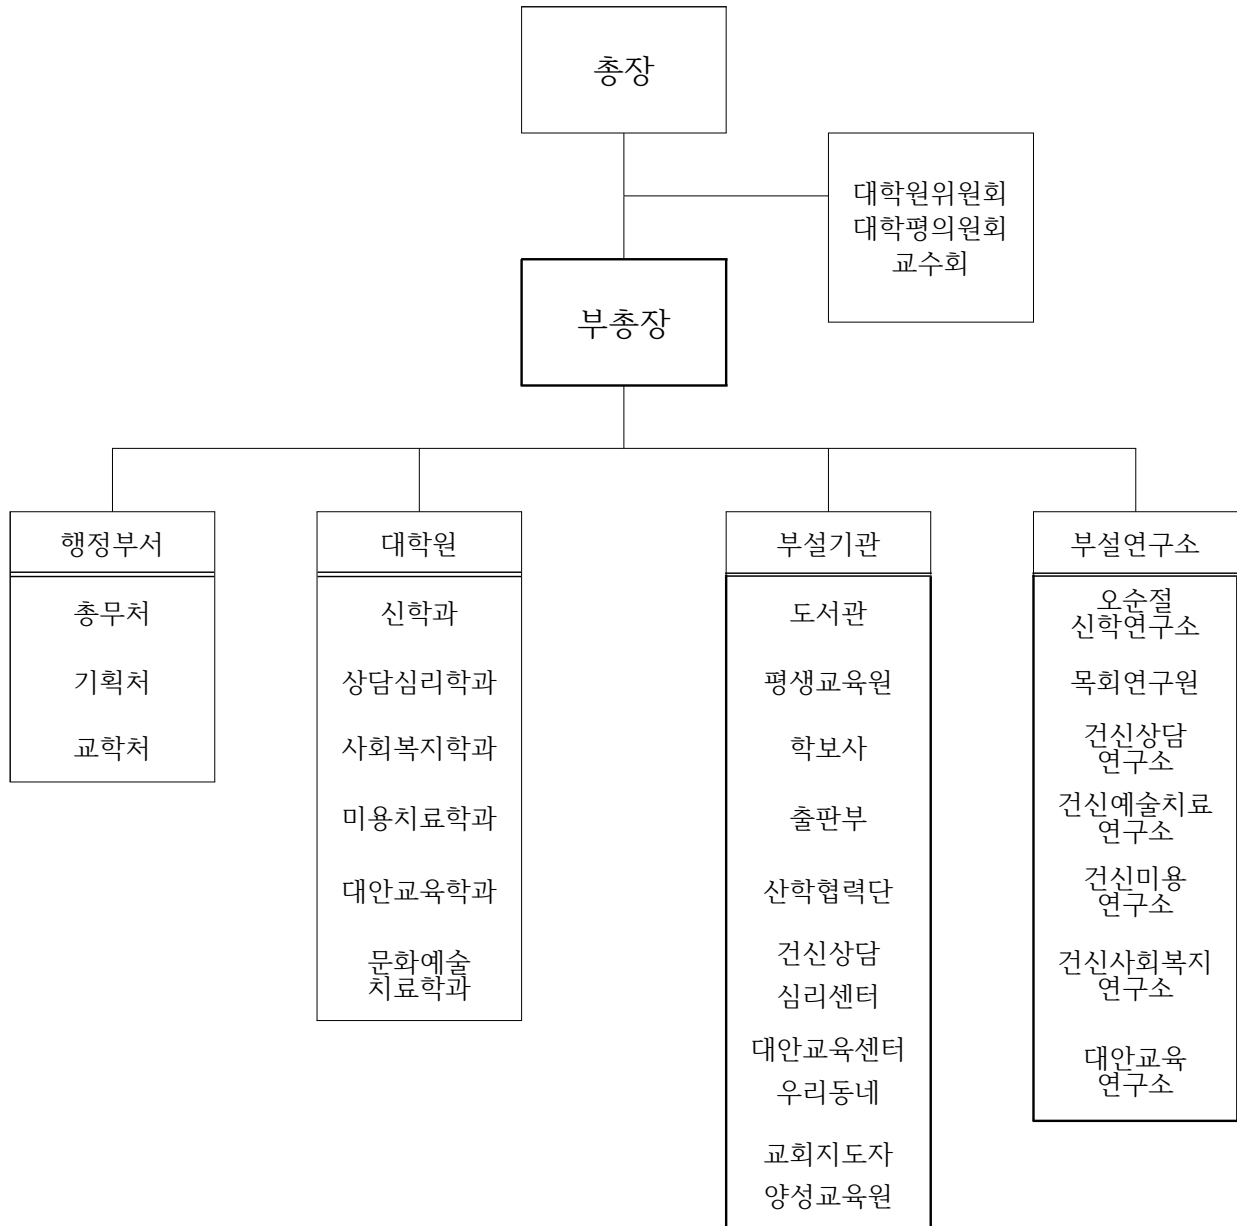 총장
대학원위원회
대학평의원회
교수회
부총장
행정부서
총무처
기획처
교학처
대학원
신학과
상담심리학과
사회복지학과
미용치료학과
대안교육학과
문화예술
치료학과
부설기관
도서관
평생교육원
학보사
출판부
산학협력단
건신상담
심리센터
대안교육센터
우리동네
교회지도자
양성교육원
부설연구소
오순절
신학연구소
목회연구원
건신상담
연구소
건신예술치료
연구소
건신미용
연구소
건신사회복지
연구소
대안교육
연구소